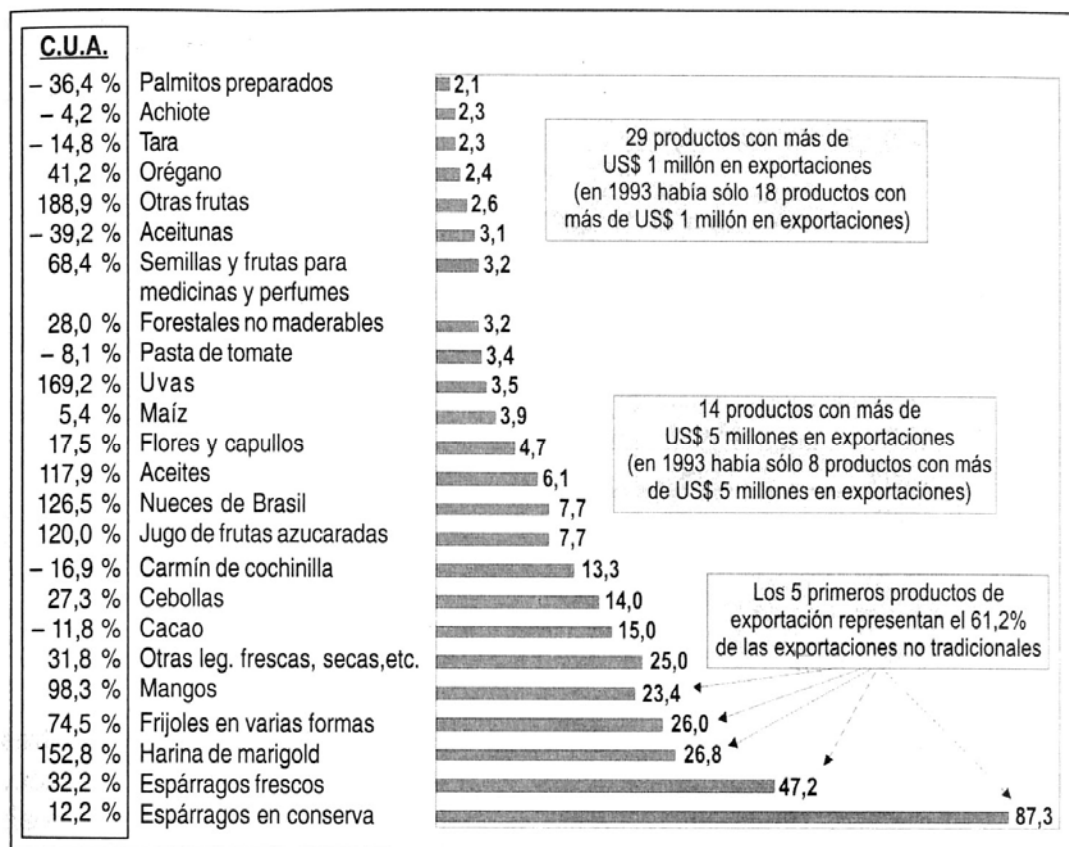 C.U.A.
– 36,4 % Palmitos preparados 2,1
– 4,2 % Achiote 2,3
– 14,8 % Tara 2,3
41,2 % Orégano 2,4
188,9 % Otras frutas 2,6
– 39,2 % Aceitunas 3,1
68,4 % Semillas y frutas para 3,2
medicinas y perfumes
28,0 % Forestales no maderables 3,2
– 8,1 % Pasta de tomate 3,4
169,2 % Uvas 3,5
5,4 % Maíz 3,9
17,5 % Flores y capullos 4,7
117,9 % Aceites 6,1
126,5 % Nueces de Brasil 7,7
120,0 % Jugo de frutas azucaradas 7,7
– 16,9 % Carmín de cochinilla 13,3
27,3 % Cebollas 14,0
– 11,8 % Cacao 15,0
31,8 % Otras leg. frescas, secas,etc. 25,0
98,3 % Mangos 23,4
74,5 % Frijoles en varias formas 26,0
152,8 % Harina de marigold 26,8
32,2 % Espárragos frescos 47,2
12,2 % Espárragos en conserva 87,3
29 productos con más de
US$ 1 millón en exportaciones
(en 1993 había sólo 18 productos con
más de US$ 1 millón en exportaciones)
14 productos con más de
US$ 5 millones en exportaciones
(en 1993 había sólo 8 productos con más
de US$ 5 millones en exportaciones)
Los 5 primeros productos de
exportación representan el 61,2%
de las exportaciones no tradicionales